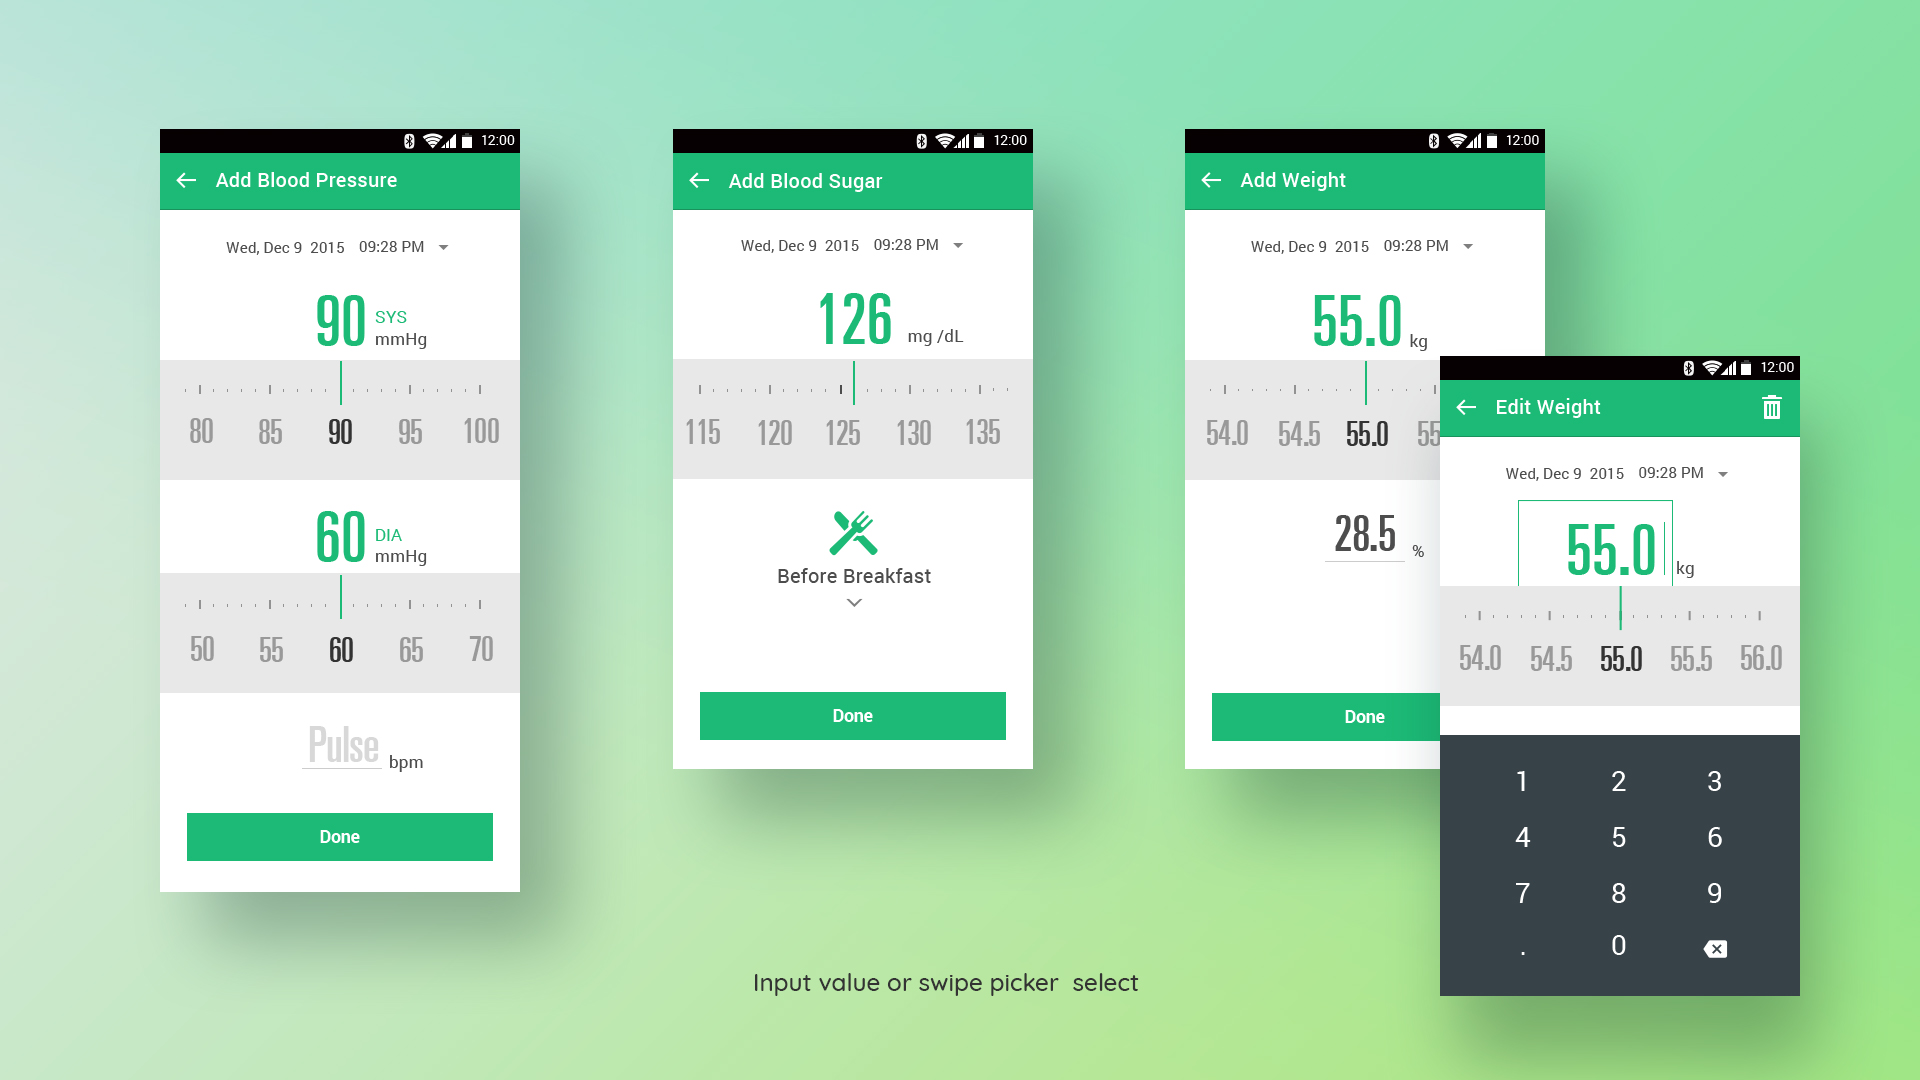 12:00
Add Blood Pressure
Wed, Dec 9 2015 09:28 PM
90 SYS
mmHg
80 85 90 95 100
60 DIA
mmHg
50 55 60 65 70
Pulse bpm
Done
12:00
Add Blood Sugar
Wed, Dec 9 2015 09:28 PM
126 mg /dL
115 120 125 130 135
Before Breakfast
Done
12:00
Add Weight
Wed, Dec 9 2015 09:28 PM
55.0 kg
54.0 54.5 55.0 55
28.5 %
Done
12:00
Edit Weight
Wed, Dec 9 2015 09:28 PM
55.0 kg
54.0 54.5 55.0 55.5 56.0
1 2 3
4 5 6
7 8 9
. 0
Input value or swipe picker select